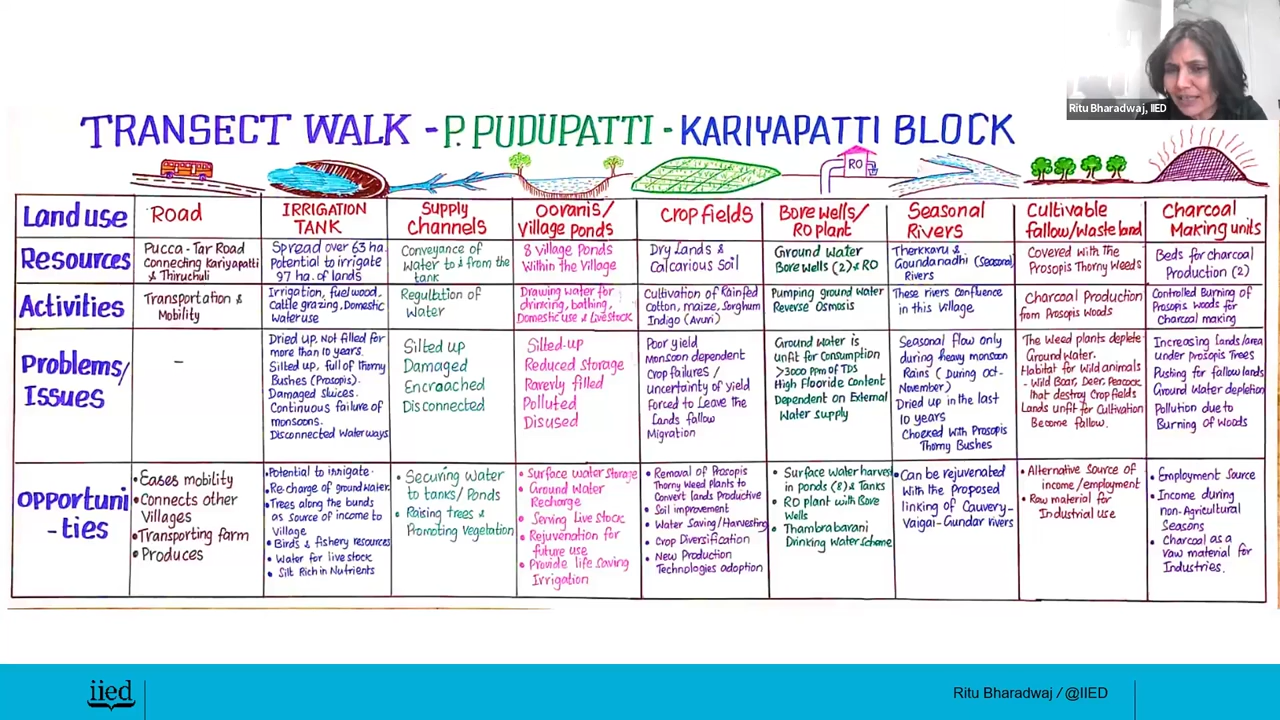 Ritu Bharadwaj, IIED
TRANSECT WALK - P.PUDUPATTI - KARIYAPATTI BLOCK
RO
Land use
Road
IRRIGATION
TANK
Supply
Channels
Ooranis/
Village Ponds
Crop fields
Bore wells/
RO plant
Seasonal
Rivers
Cultivable
fallow/Waste land
Charcoal
Making units
Resources
Pucca - Tar Road
Connecting Kariyapatti
& Thiruchuli
Spread over 63 ha.
Potential to irrigate
97 ha. of lands
Conveyance of
Water to & from the
tank
8 village Ponds
Within the Village
Dry Lands &
Calcarious Soil
Ground Water
Bore Wells (2) & RO
Therkkaru &
Goundanadhi (Seasonal)
Rivers
Covered with the
Prosopis Thorny Weeds
Beds for charcoal
Production (2)
Activities
Transportation &
Mobility
Irrigation, fuelwood,
Cattle grazing, Domestic
Water use
Regulation of
Water
Drawing water for
drinking, bathing,
Domestic use & Livestock
Cultivation of Rainfed
cotton, maize, Sorghum
Indigo (Avuri)
Pumping ground Water
Reverse Osmosis
These rivers Confluence
in this village
Charcoal Production
from Prosopis Woods
Controlled Burning of
Prosopis woods for
Charcoal making
Problems/
Issues
-
Dried up, Not filled for
more than 10 years.
Silted up, full of thorny
Bushes (Prosopis).
Damaged Sluices.
Continuous failure of
monsoons.
Disconnected Waterways
Silted up
Damaged
Encroached
Disconnected
Silted-up
Reduced Storage
Rarerly filled
Polluted
Disused
Poor yield
Monsoon dependent
Crop failures /
uncertainty of yield
Forced to Leave the
Lands fallow
Migration
Ground Water is
unfit for Consumption
>3000 ppm of TDS
High Fluoride Content
Dependent on External
Water supply
Seasonal flow only
during heavy monsoon
Rains (During Oct-
November)
Dried up in the last
10 years
Choeked with Prosopis
Thorny Bushes
The Weed plants deplete
Ground Water.
Habitat for Wild animals
- Wild Boar, Deer, Peacock
that destroy Crop fields
Lands unfit for Cultivation
Become fallow.
Increasing lands/area
under prosopis Trees
Pushing for fallow lands
Ground Water depletion
Pollution due to
Burning of Woods
Opportuni
-ties
•Eases mobility
•Connects other
Villages
•Transporting farm
•Produces
•Potential to irrigate.
•Re-charge of groundwater.
•Trees along the bunds
as source of income to
Village
• Birds & fishery resources
• Water for live stock
• Silt Rich in Nutrients
• Securing water
to tanks/Ponds
• Raising trees &
Promoting Vegetation
• Surface water Storage
• Ground Water
Recharge
• Serving Live stock
• Rejuvenation for
future use
• Provide life saving
Irrigation
• Removal of Prosopis
Thorny Weed plants to
Convert lands Productive
• Soil improvement
• Water Saving/Harvesting
• Crop Diversification
• New Production
Technologies adoption
• Surface Water harvest
in ponds (8) & Tanks
• RO plant with Bore
Wells
• Thambrabarani
Drinking Water scheme
• Can be rejuvenated
With the proposed
linking of Cauvery-
Vaigai-Gundar rivers
• Alternative Source of
income/employment
• Raw material for
Industrial use
• Employment Source
• Income during
non-Agricultural
Seasons
• Charcoal as a
raw material for
Industries.
iied
Ritu Bharadwaj / @IIED